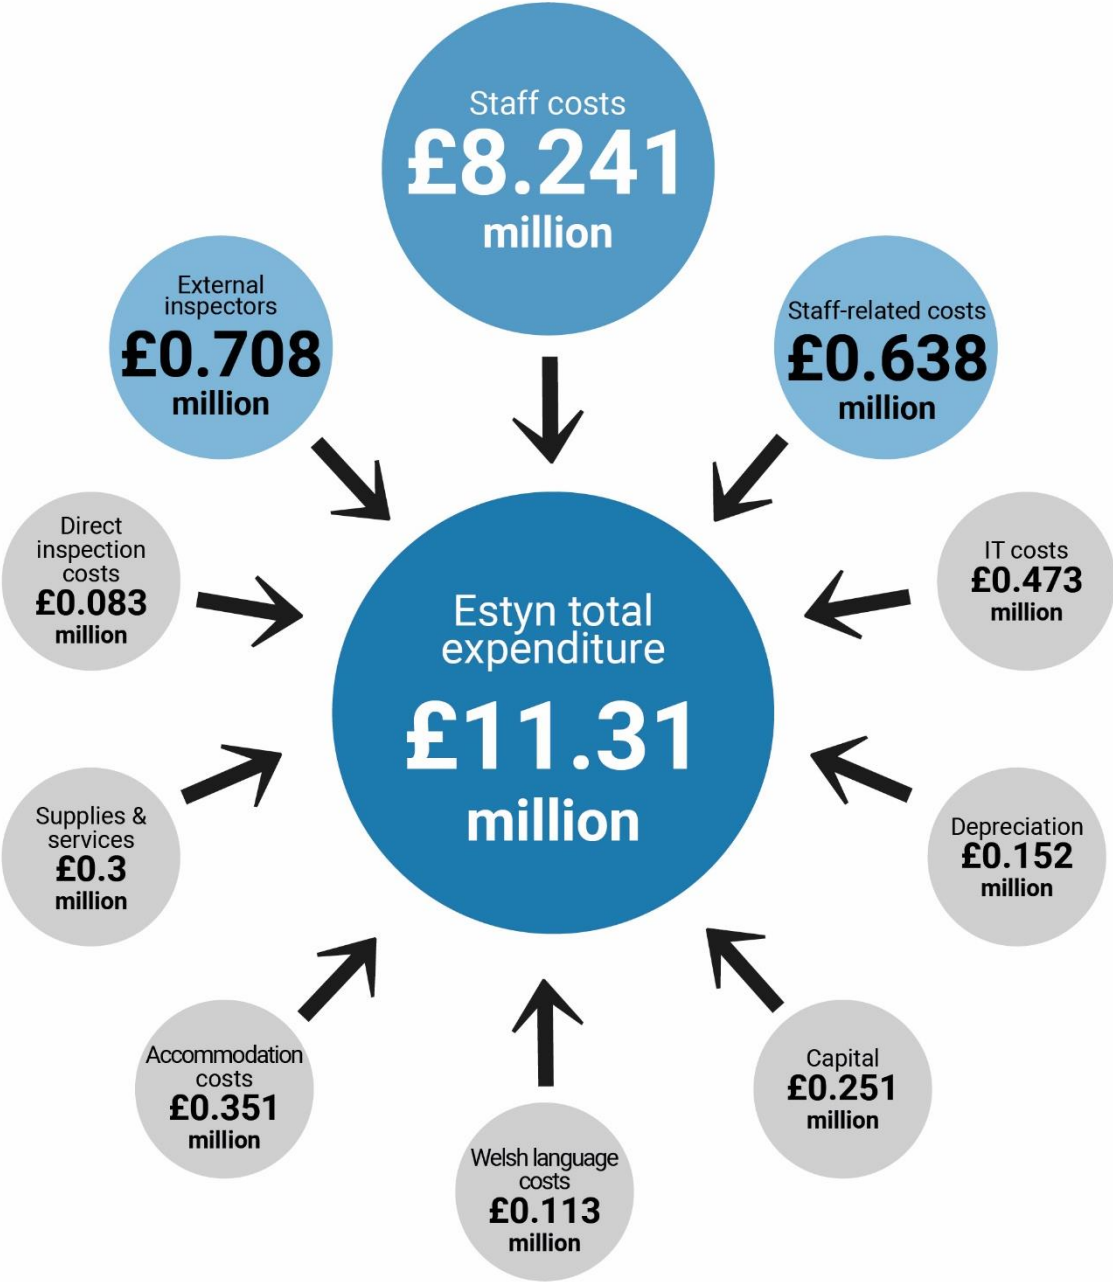 Staff costs
£8.241
million
External
inspectors
£0.708
million
Staff-related costs
£0.638
million
Direct
inspection
costs
£0.083
million
IT costs
£0.473
million
Estyn total
expenditure
£11.31
million
Supplies &
services
£0.3
million
Depreciation
£0.152
million
Accommodation
costs
£0.351
million
Capital
£0.251
million
Welsh language
costs
£0.113
million